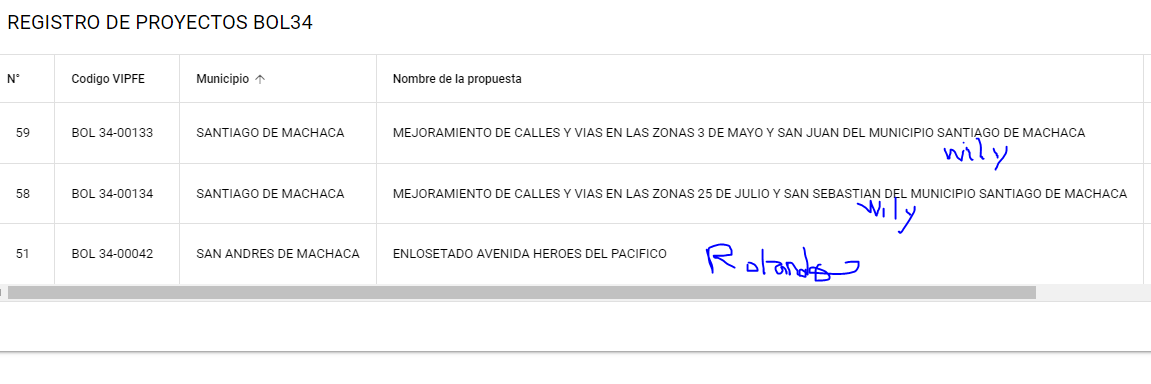 REGISTRO DE PROYECTOS BOL34
N° Codigo VIPFE Municipio ↑ Nombre de la propuesta
59 BOL 34-00133 SANTIAGO DE MACHACA MEJORAMIENTO DE CALLES Y VIAS EN LAS ZONAS 3 DE MAYO Y SAN JUAN DEL MUNICIPIO SANTIAGO DE MACHACA
wily
58 BOL 34-00134 SANTIAGO DE MACHACA MEJORAMIENTO DE CALLES Y VIAS EN LAS ZONAS 25 DE JULIO Y SAN SEBASTIAN DEL MUNICIPIO SANTIAGO DE MACHACA
wily
51 BOL 34-00042 SAN ANDRES DE MACHACA ENLOSETADO AVENIDA HEROES DEL PACIFICO Rolando